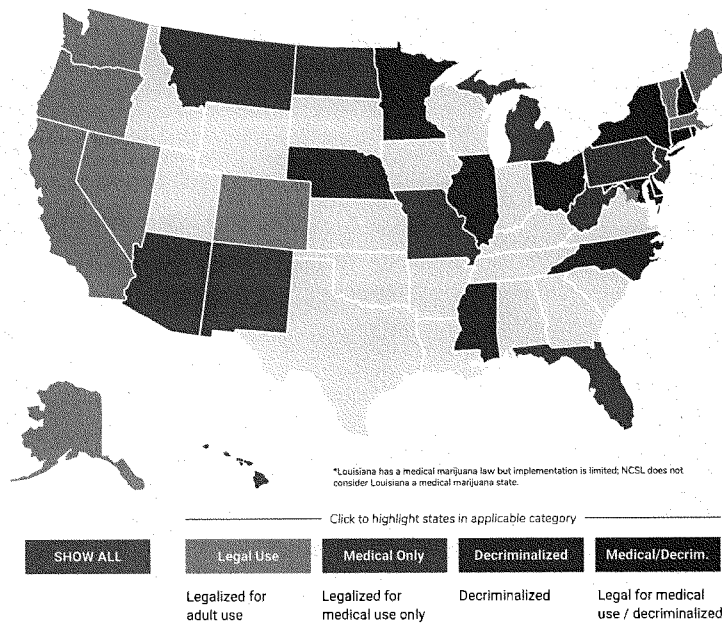 *Louisiana has a medical marijuana law but implementation is limited; NCSL does not
consider Louisiana a medical marijuana state.
Click to highlight states in applicable category
SHOW ALL
Legal Use
Medical Only
Decriminalized
Medical/Decrim.
Legalized for
adult use
Legalized for
medical use only
Decriminalized
Legal for medical
use / decriminalized